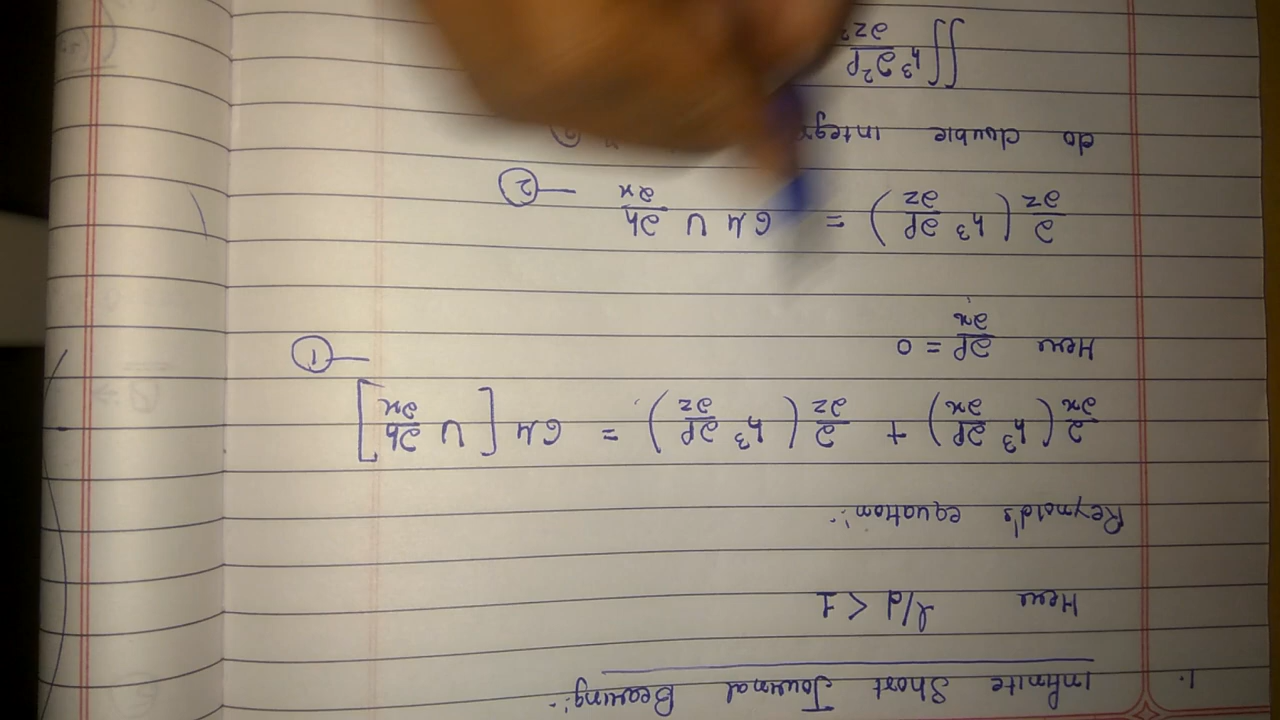 1. Infinite Short Journal Bearing:-
Here l/d < 1
Reynold's equation:-
∂/∂x (h³ ∂p/∂x) + ∂/∂z (h³ ∂p/∂z) = 6μ [U ∂h/∂x] — ①
Here ∂p/∂x = 0
∂/∂z (h³ ∂p/∂z) = 6μ U ∂h/∂x — ②
do double
∬ h³ ∂²p/∂z²